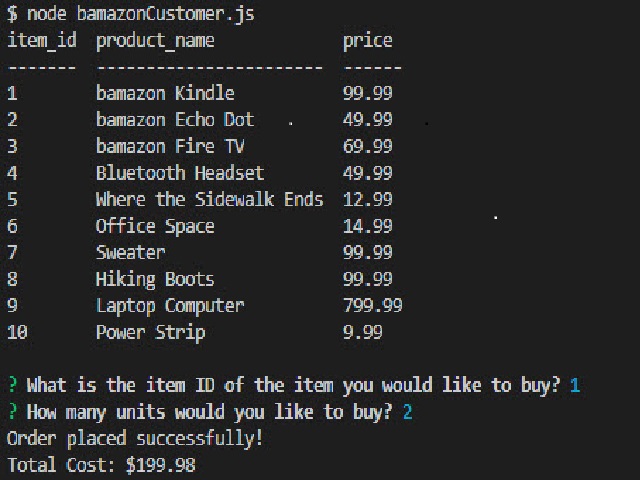 $ node bamazonCustomer.js
item_id  product_name             price
-------  -----------------------  ------
1        bamazon Kindle           99.99
2        bamazon Echo Dot         49.99
3        bamazon Fire TV          69.99
4        Bluetooth Headset        49.99
5        Where the Sidewalk Ends  12.99
6        Office Space             14.99
7        Sweater                  99.99
8        Hiking Boots             99.99
9        Laptop Computer          799.99
10       Power Strip              9.99
? What is the item ID of the item you would like to buy? 1
? How many units would you like to buy? 2
Order placed successfully!
Total Cost: $199.98